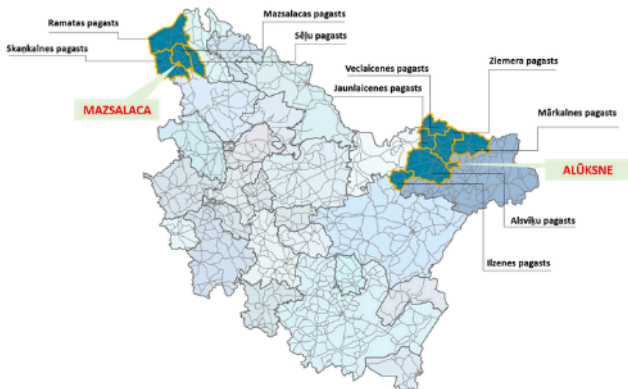 Mazsalacas pagasts
Ramatas pagasts
Sēļu pagasts
Skaņkalnes pagasts
MAZSALACA
Veclaicenes pagasts
Ziemera pagasts
Jaunlaicenes pagasts
Mārkalnes pagasts
ALŪKSNE
Alsviķu pagasts
Ilzenes pagasts